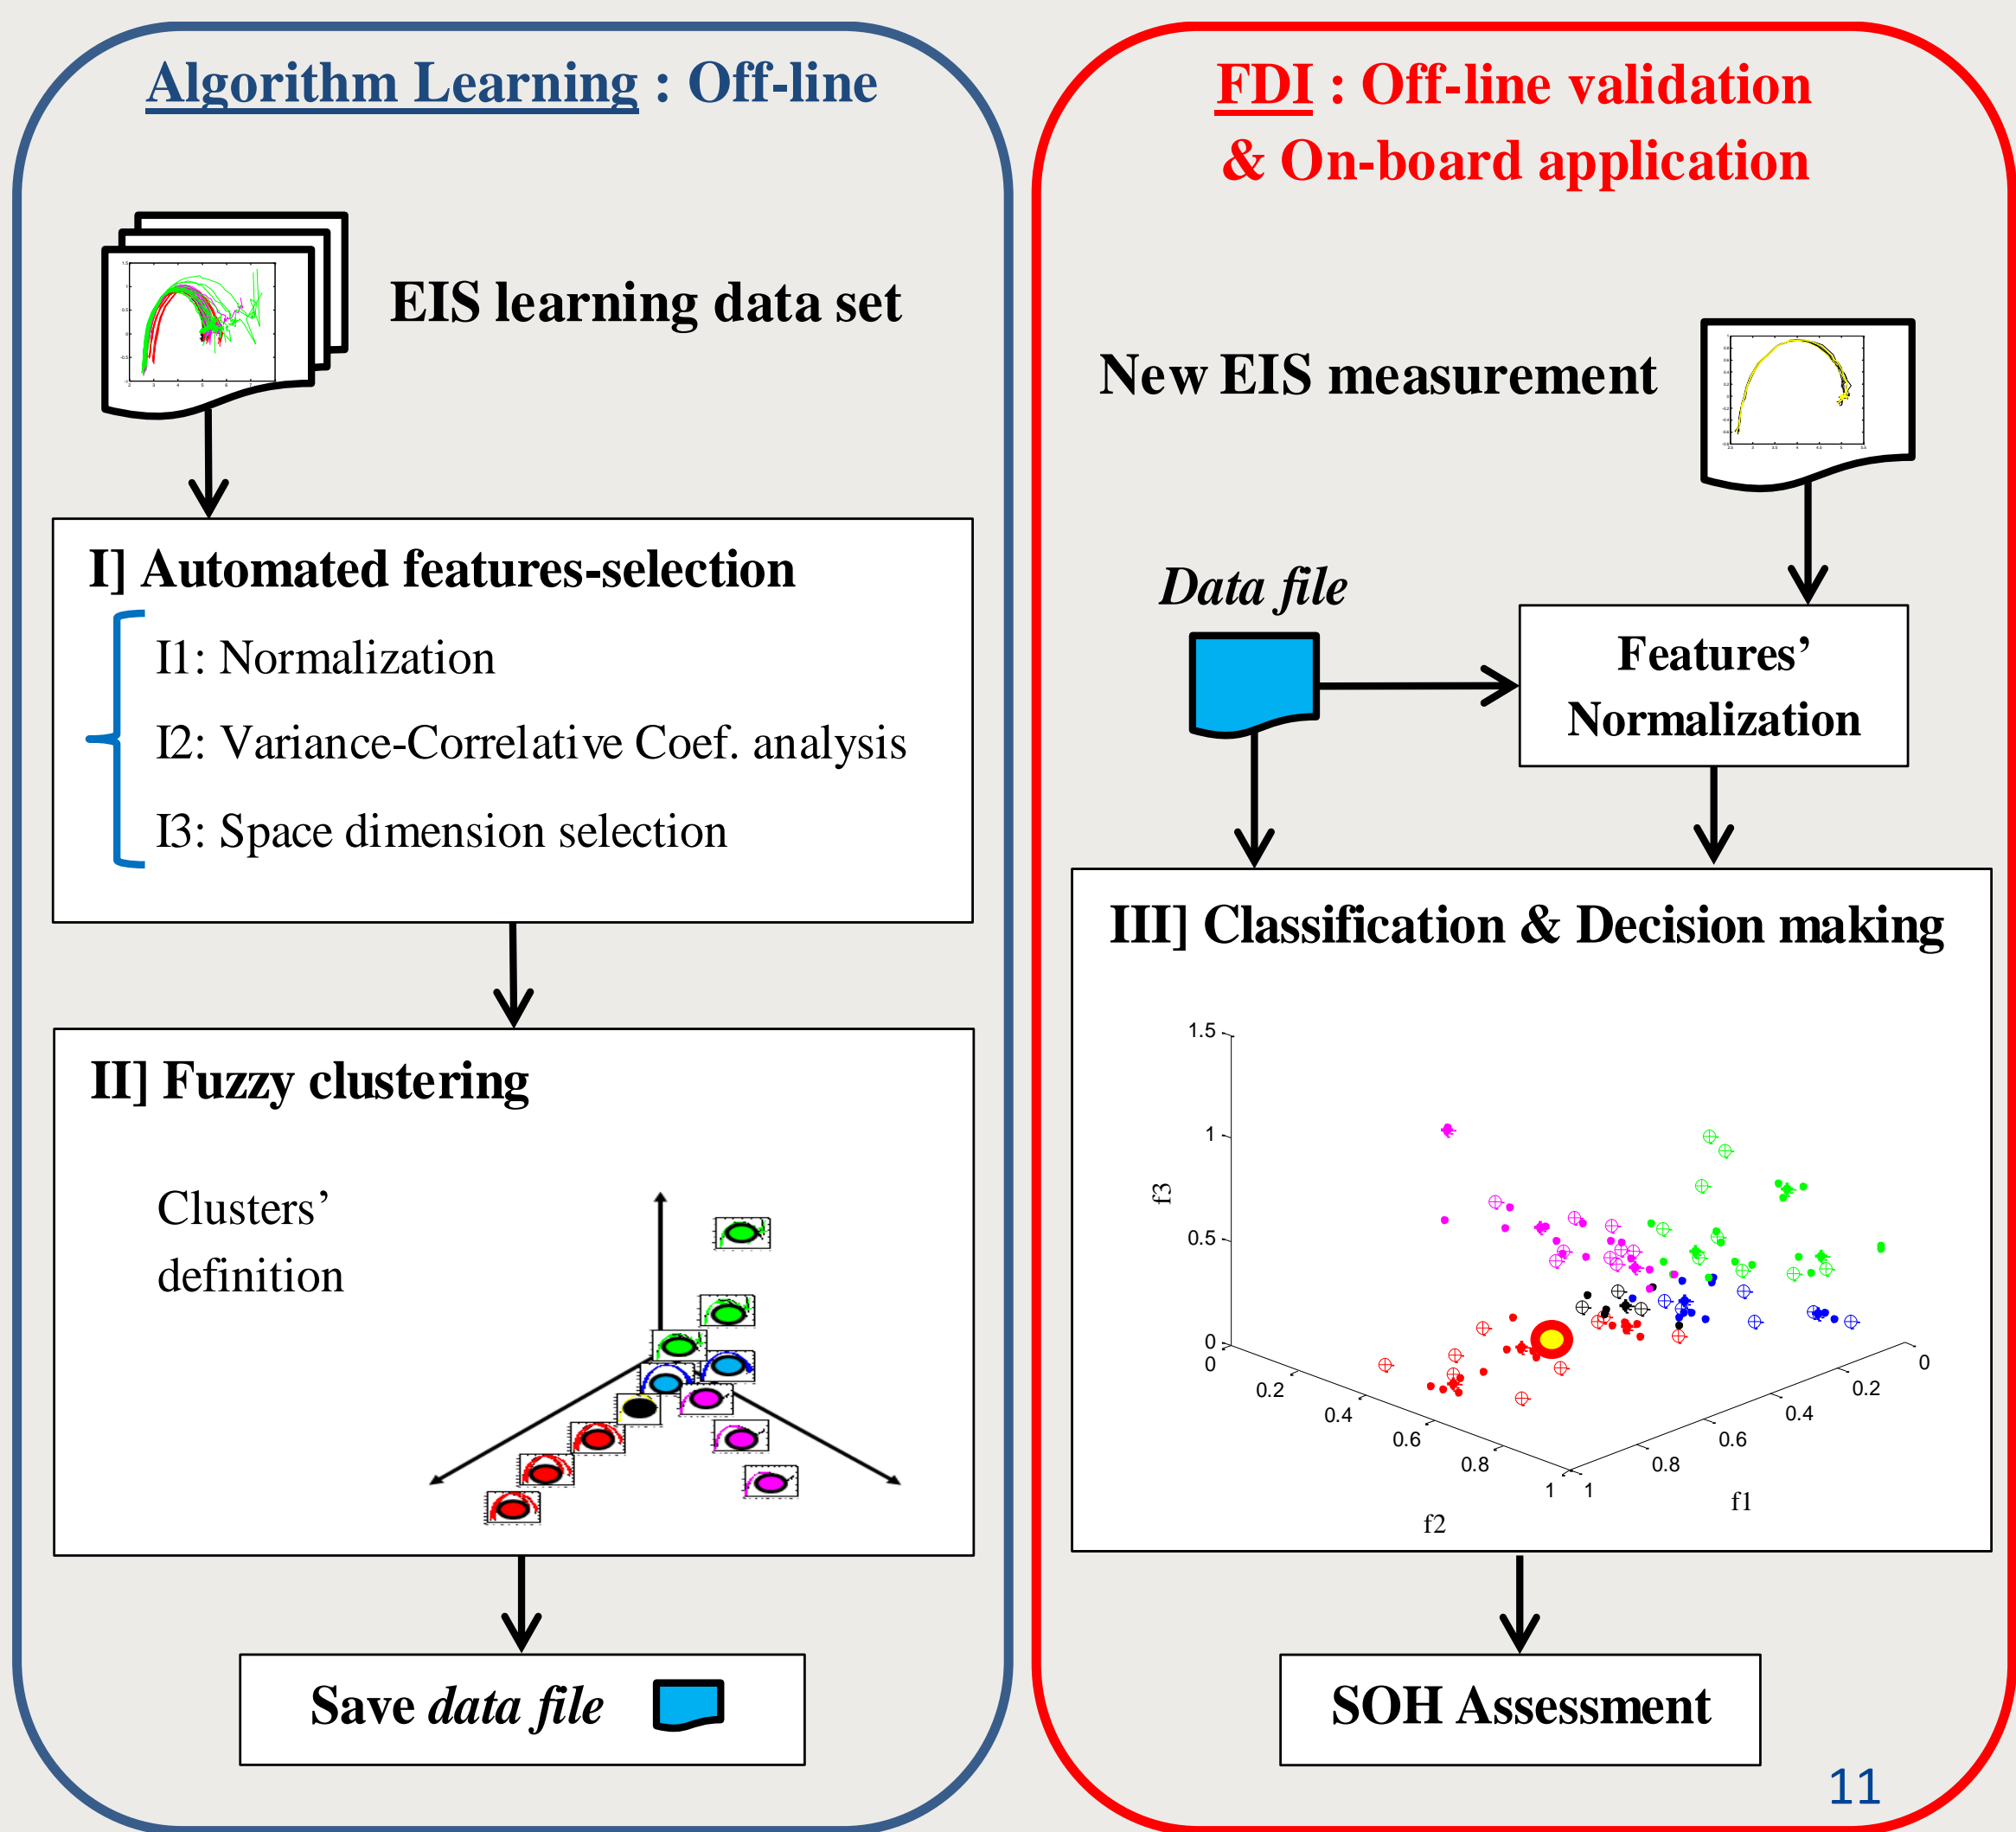 Algorithm Learning : Off-line
EIS learning data set
I] Automated features-selection
I1: Normalization
I2: Variance-Correlative Coef. analysis
I3: Space dimension selection
II] Fuzzy clustering
Clusters’
definition
Save data file
FDI : Off-line validation
& On-board application
New EIS measurement
Data file
Features’
Normalization
III] Classification & Decision making
1.5
1
0.5
0
f3
0
0.2
0.4
0.6
0.8
1
f2
1
0.8
0.6
0.4
0.2
0
f1
SOH Assessment
11